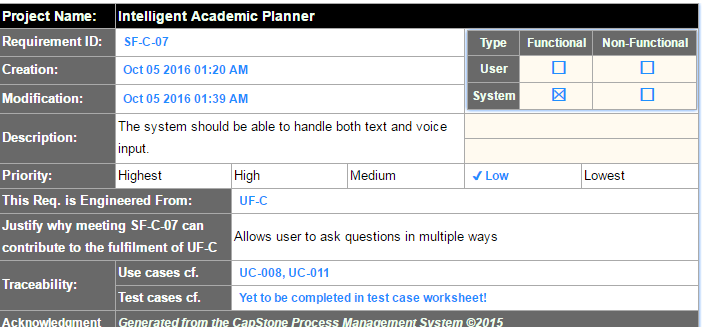 Project Name: Intelligent Academic Planner
Requirement ID: SF-C-07
Type Functional Non-Functional
Creation: Oct 05 2016 01:20 AM
User
Modification: Oct 05 2016 01:39 AM
System
Description: The system should be able to handle both text and voice
input.
Priority: Highest High Medium ✔ Low Lowest
This Req. is Engineered From: UF-C
Justify why meeting SF-C-07 can
contribute to the fulfilment of UF-C
Allows user to ask questions in multiple ways
Traceability:
Use cases cf. UC-008, UC-011
Test cases cf. Yet to be completed in test case worksheet!
Acknowledgment Generated from the CapStone Process Management System ©2015